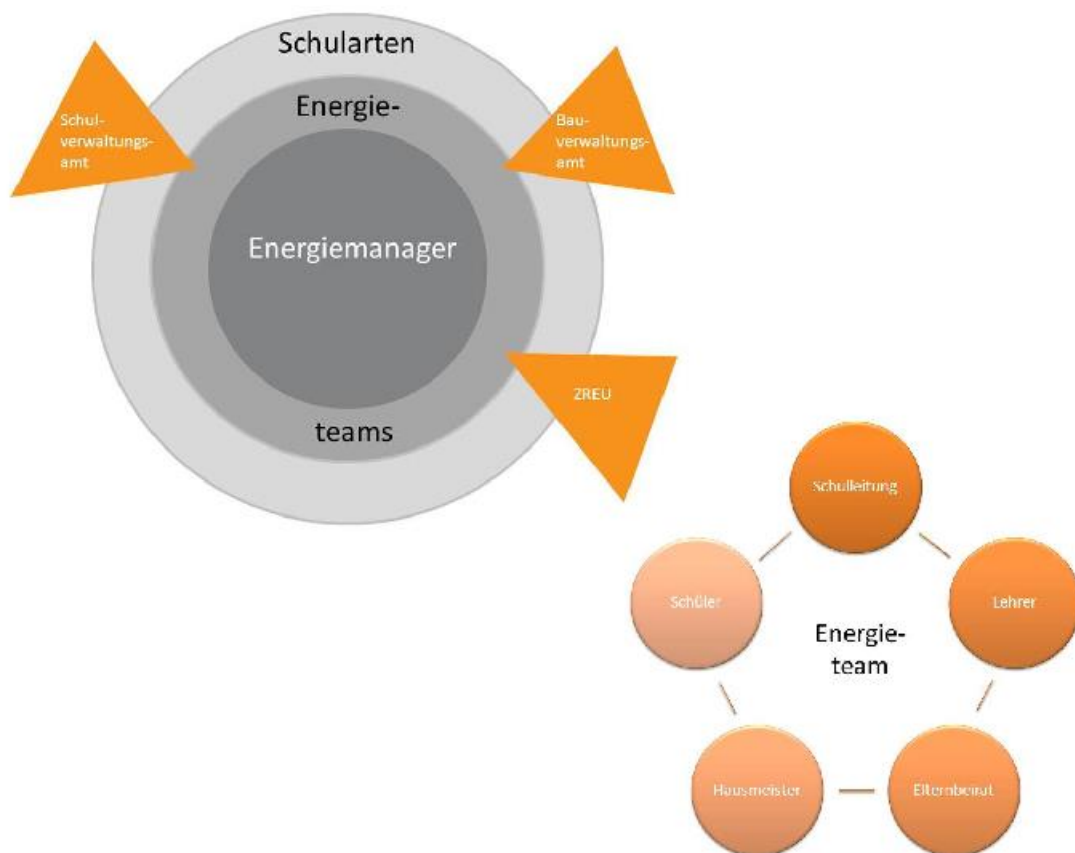 Schularten
Energie-
Schul-
verwaltungs-
amt
Bau-
verwaltungs-
amt
Energiemanager
ZREU
teams
Schulleitung
Schüler
Lehrer
Energie-
team
Hausmeister
Elternbeirat